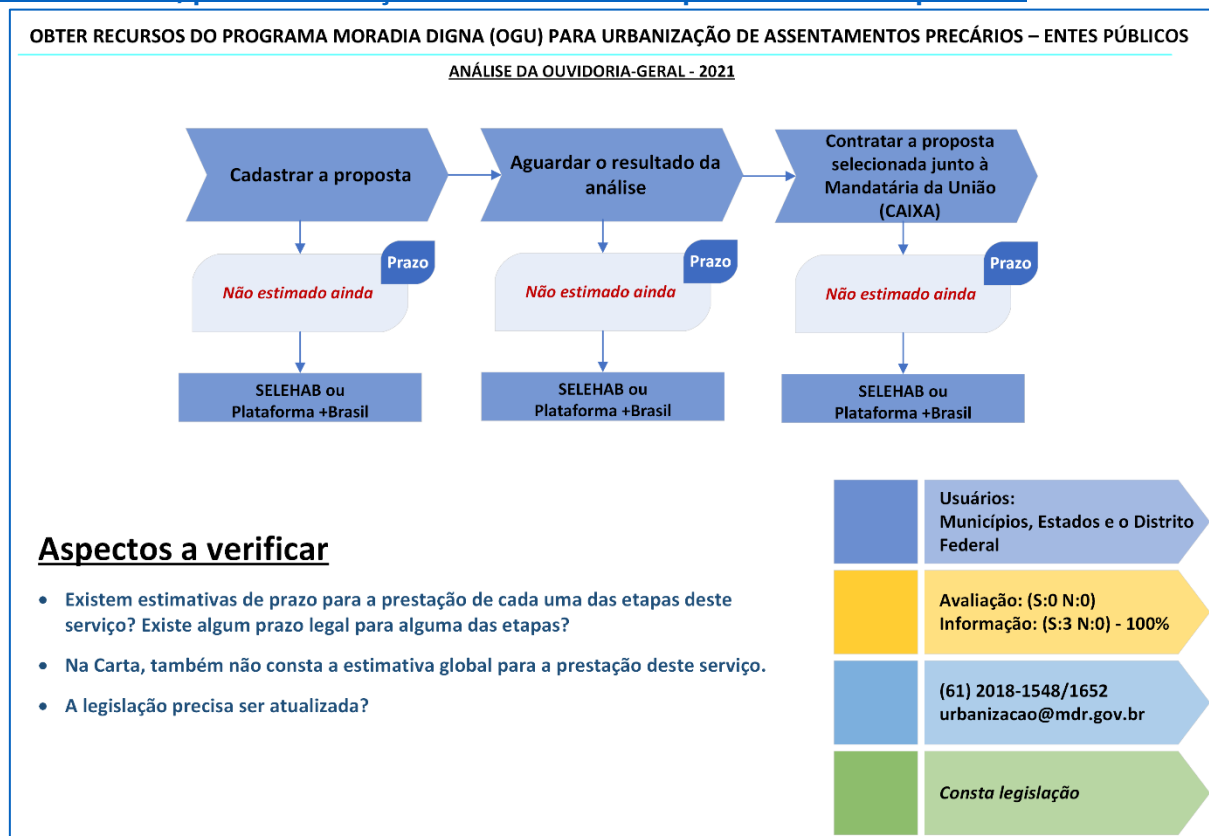 OBTER RECURSOS DO PROGRAMA MORADIA DIGNA (OGU) PARA URBANIZAÇÃO DE ASSENTAMENTOS PRECÁRIOS – ENTES PÚBLICOS
ANÁLISE DA OUVIDORIA-GERAL - 2021
Cadastrar a proposta
Aguardar o resultado da
análise
Contratar a proposta
selecionada junto à
Mandatária da União
(CAIXA)
Prazo
Não estimado ainda
Prazo
Não estimado ainda
Prazo
Não estimado ainda
SELEHAB ou
Plataforma +Brasil
SELEHAB ou
Plataforma +Brasil
SELEHAB ou
Plataforma +Brasil
Aspectos a verificar
• Existem estimativas de prazo para a prestação de cada uma das etapas deste
serviço? Existe algum prazo legal para alguma das etapas?
• Na Carta, também não consta a estimativa global para a prestação deste serviço.
• A legislação precisa ser atualizada?
Usuários:
Municípios, Estados e o Distrito
Federal
Avaliação: (S:0 N:0)
Informação: (S:3 N:0) - 100%
(61) 2018-1548/1652
urbanizacao@mdr.gov.br
Consta legislação